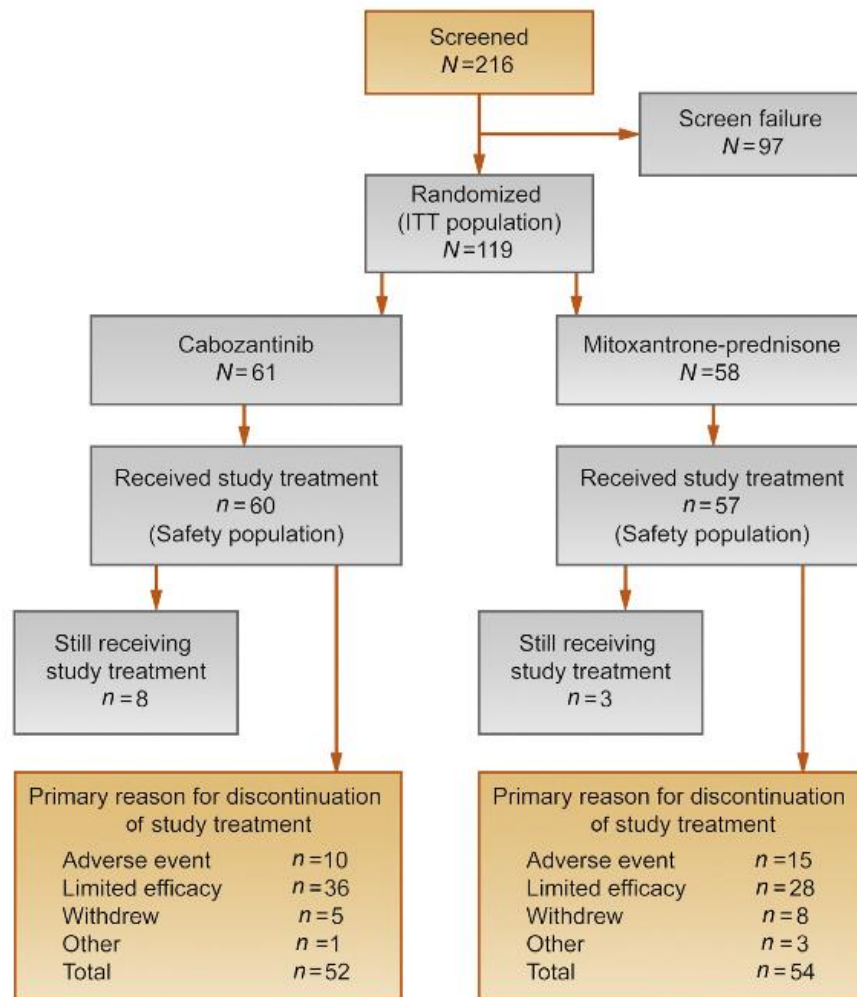 Screened
N=216
Screen failure
N=97
Randomized
(ITT population)
N=119
Cabozantinib
N=61
Mitoxantrone-prednisone
N=58
Received study treatment
n=60
(Safety population)
Received study treatment
n=57
(Safety population)
Still receiving
study treatment
n=8
Still receiving
study treatment
n=3
Primary reason for discontinuation
of study treatment
Adverse event n=10
Limited efficacy n=36
Withdrew n=5
Other n=1
Total n=52
Primary reason for discontinuation
of study treatment
Adverse event n=15
Limited efficacy n=28
Withdrew n=8
Other n=3
Total n=54